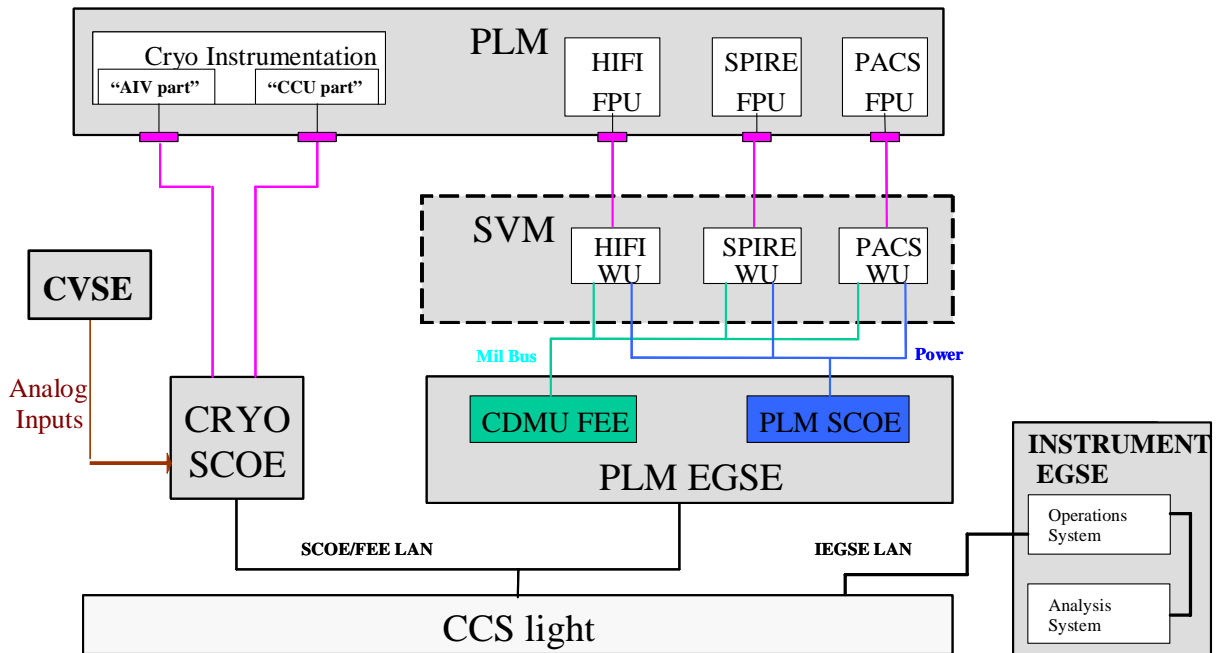 PLM
Cryo Instrumentation
“AIV part”
“CCU part”
HIFI
FPU
SPIRE
FPU
PACS
FPU
SVM
HIFI
WU
SPIRE
WU
PACS
WU
CVSE
Mil Bus
Power
Analog
Inputs
CRYO
SCOE
CDMU FEE
PLM SCOE
PLM EGSE
INSTRUMENT
EGSE
Operations
System
Analysis
System
SCOE/FEE LAN
IEGSE LAN
CCS light